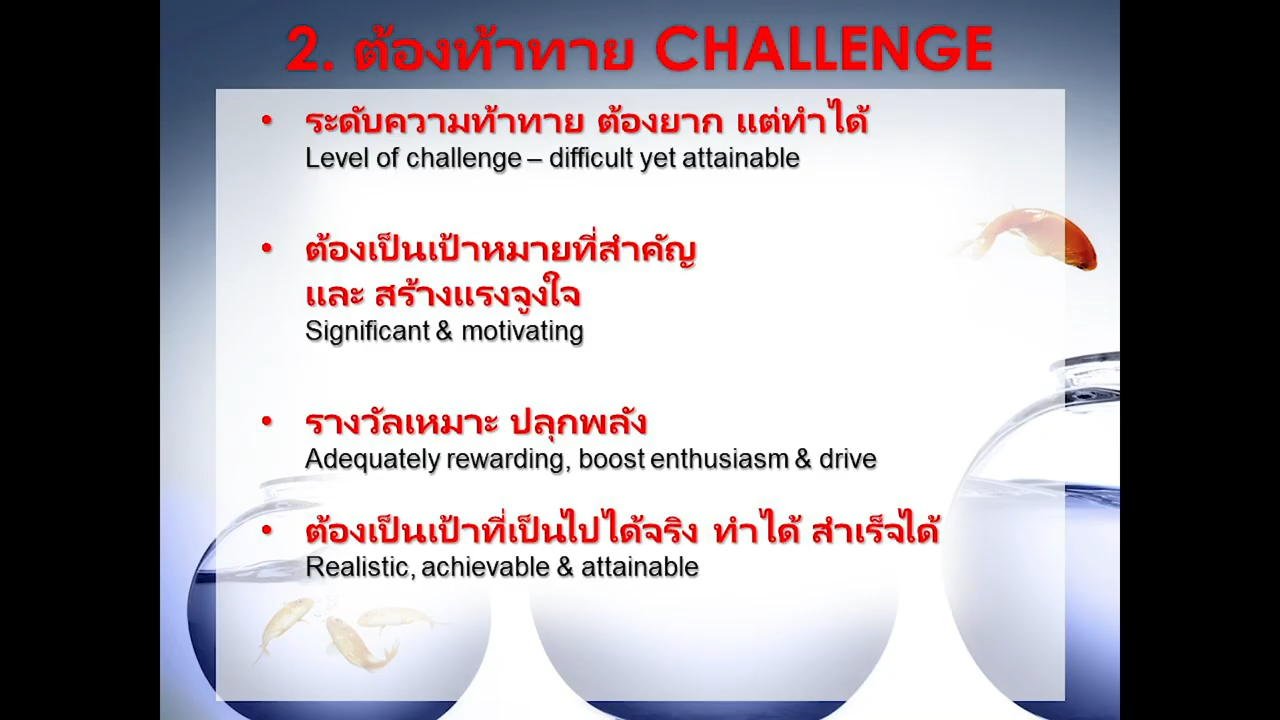 2. ต้องท้าทาย CHALLENGE
• ระดับความท้าทาย ต้องยาก แต่ทำได้
Level of challenge – difficult yet attainable
• ต้องเป็นเป้าหมายที่สำคัญ
และ สร้างแรงจูงใจ
Significant & motivating
• รางวัลเหมาะ ปลุกพลัง
Adequately rewarding, boost enthusiasm & drive
• ต้องเป็นเป้าที่เป็นไปได้จริง ทำได้ สำเร็จได้
Realistic, achievable & attainable